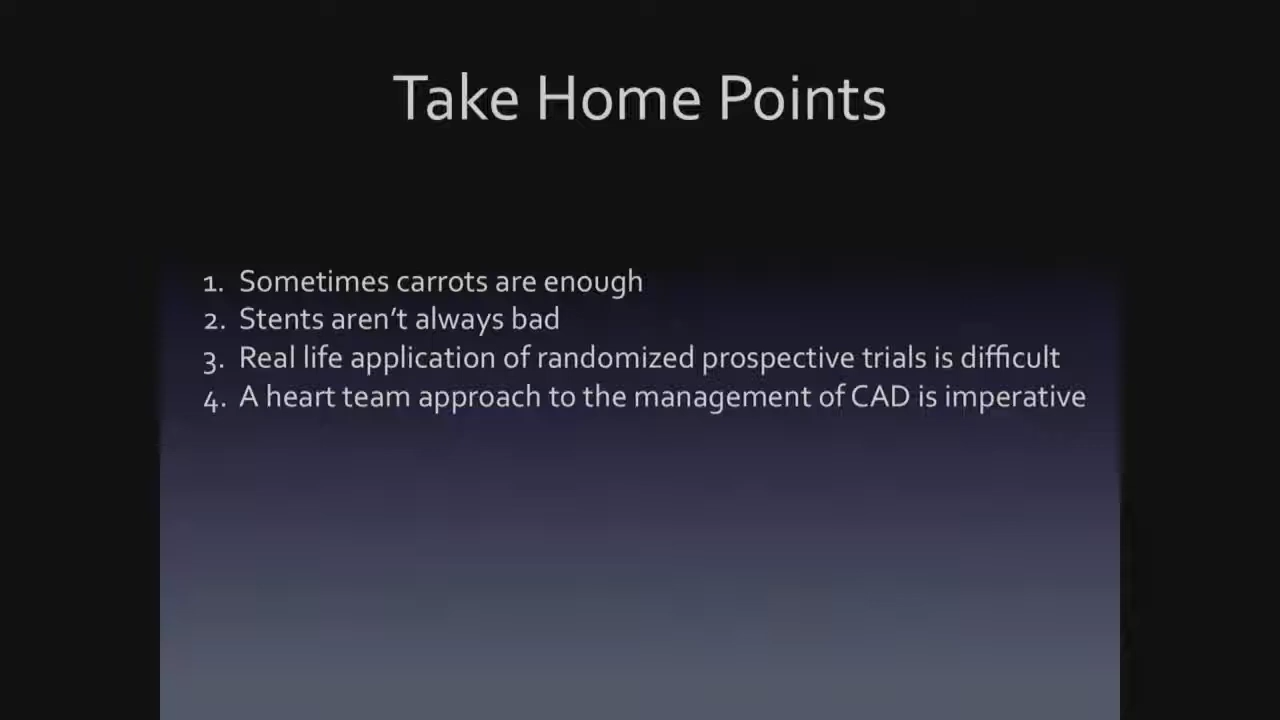 Take Home Points
1. Sometimes carrots are enough
2. Stents aren't always bad
3. Real life application of randomized prospective trials is difficult
4. A heart team approach to the management of CAD is imperative